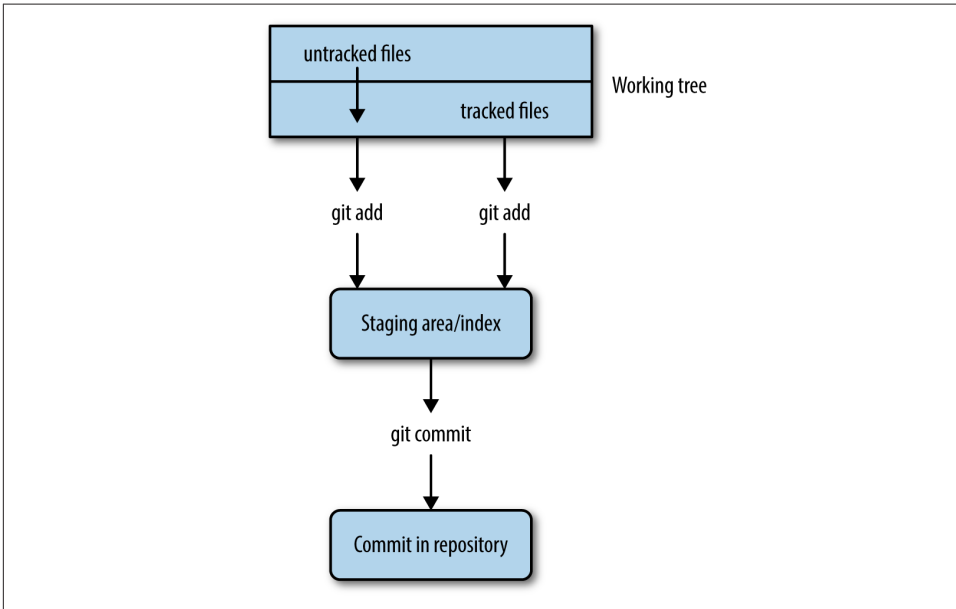 untracked files
Working tree
tracked files
git add
git add
Staging area/index
git commit
Commit in repository